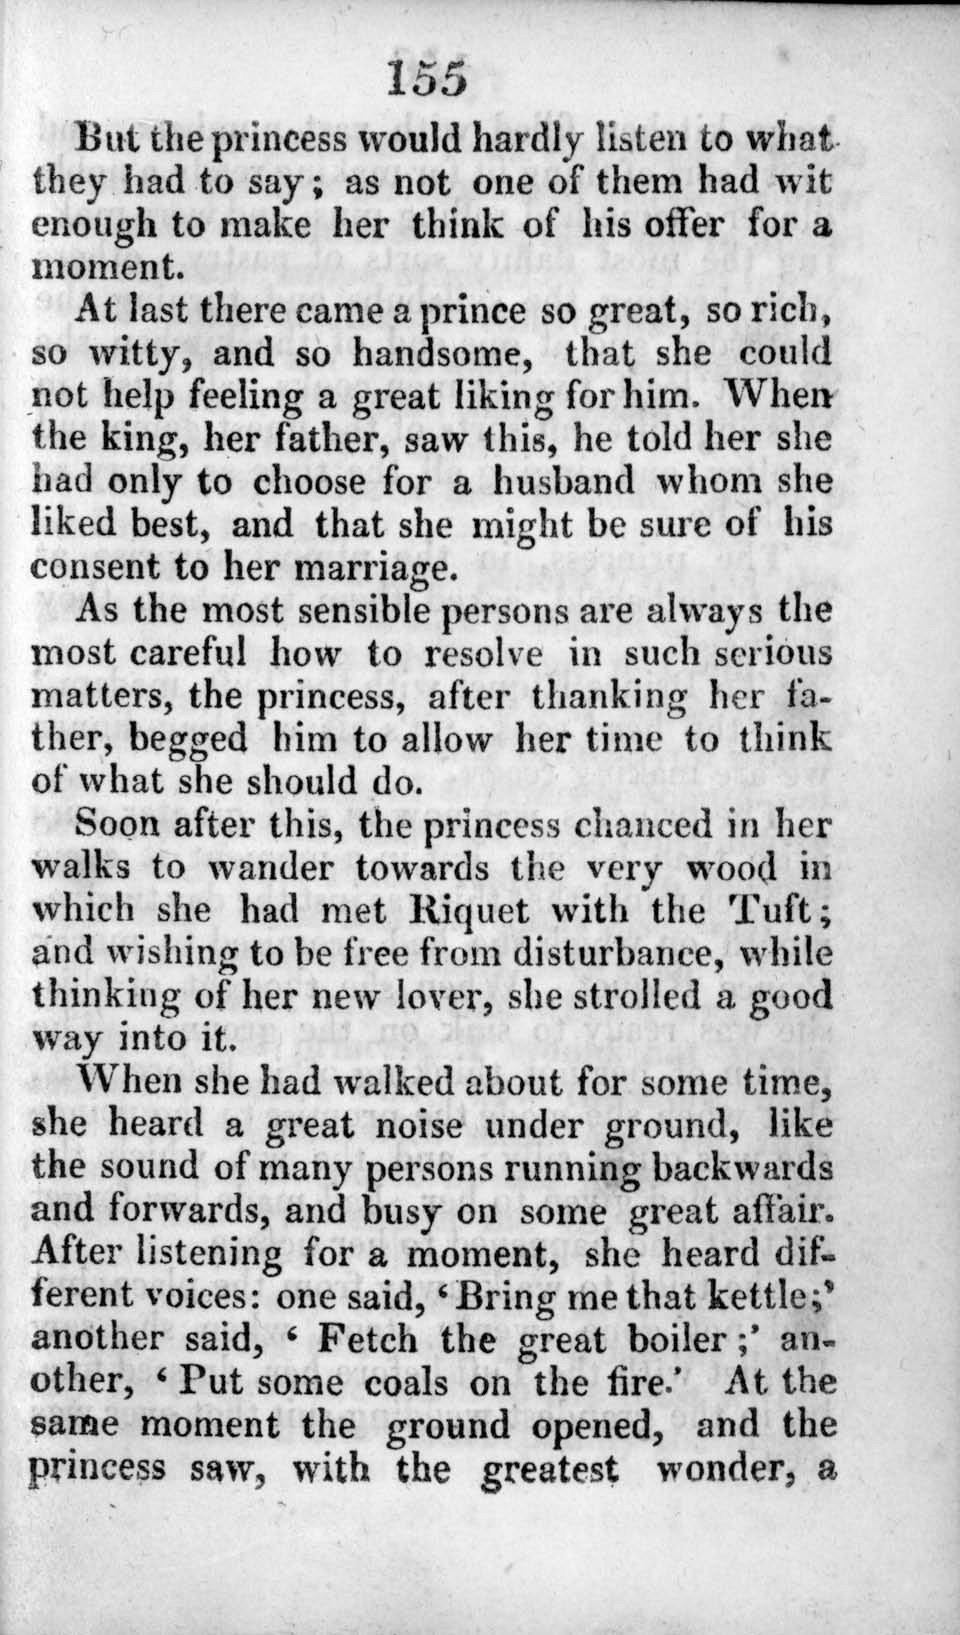 155
But the princess would hardly listen to what
they had to say; as not one of them had wit
enough to make her think of his offer for a
moment.
At last there came a prince so great, so rich,
so witty, and so handsome, that she could
not help feeling a great liking for him. When
the king, her father, saw this, he told her she
had only to choose for a husband whom she
liked best, and that she might be sure of his
consent to her marriage.
As the most sensible persons are always the
most careful how to resolve in such serious
matters, the princess, after thanking her fa-
ther, begged him to allow her time to think
of what she should do.
Soon after this, the princess chanced in her
walks to wander towards the very wood in
which she had met Riquet with the Tuft;
and wishing to be free from disturbance, while
thinking of her new lover, she strolled a good
way into it.
When she had walked about for some time,
she heard a great noise under ground, like
the sound of many persons running backwards
and forwards, and busy on some great affair.
After listening for a moment, she heard dif-
ferent voices: one said, ‘Bring me that kettle;’
another said, ‘ Fetch the great boiler;’ an-
other, ‘ Put some coals on the fire.’ At the
same moment the ground opened, and the
princess saw, with the greatest wonder, a